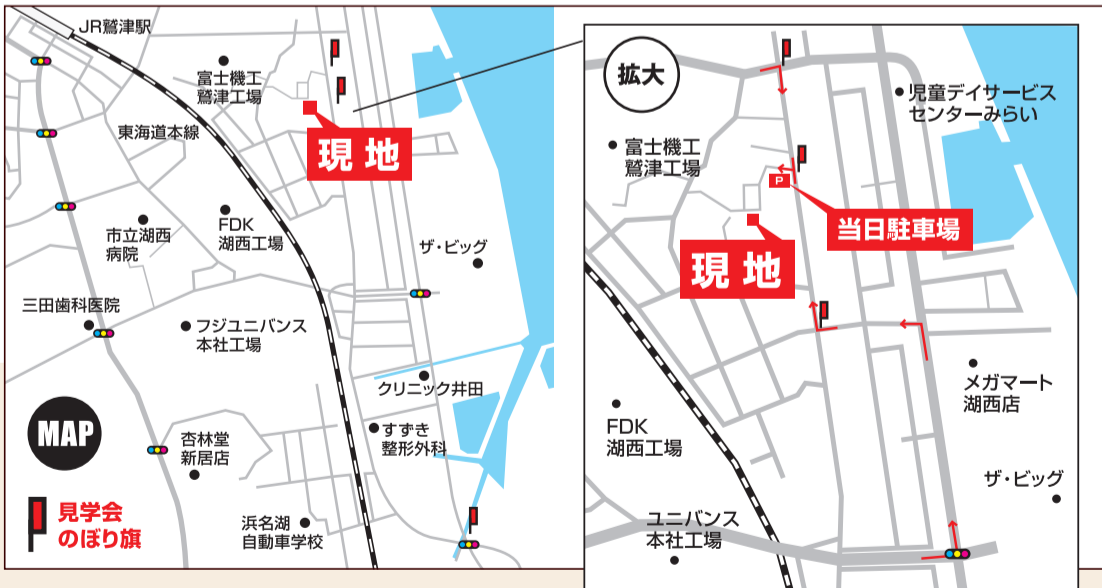 JR鷲津駅
富士機工
鷲津工場
東海道本線
現地
市立湖西
病院
FDK
湖西工場
ザ・ビッグ
三田歯科医院
フジユニバンス
本社工場
クリニック井田
MAP
杏林堂
新居店
すずき
整形外科
見学会
のぼり旗
浜名湖
自動車学校
拡大
児童デイサービス
センターみらい
富士機工
鷲津工場
P
当日駐車場
現地
メガマート
湖西店
FDK
湖西工場
ザ・ビッグ
ユニバンス
本社工場